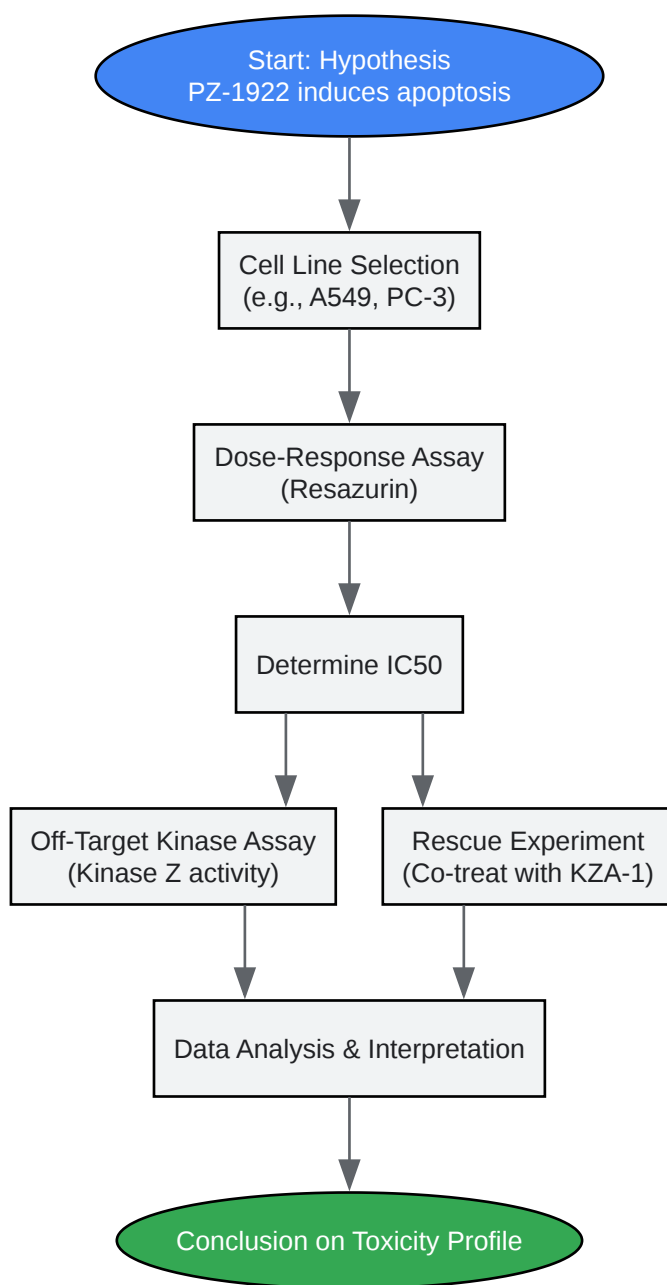 Start: Hypothesis
PZ-1922 induces apoptosis
Cell Line Selection
(e.g., A549, PC-3)
Dose-Response Assay
(Resazurin)
Determine IC50
Off-Target Kinase Assay
(Kinase Z activity)
Rescue Experiment
(Co-treat with KZA-1)
Data Analysis & Interpretation
Conclusion on Toxicity Profile